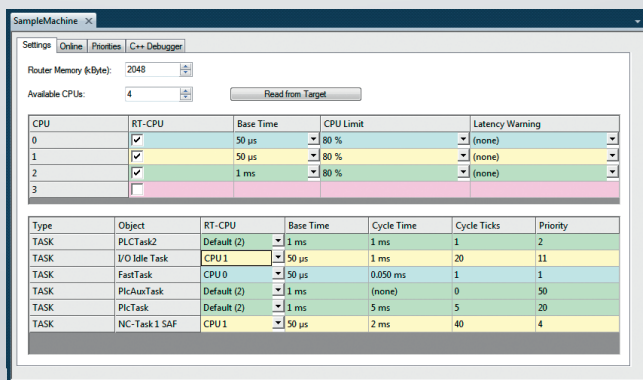 SampleMachine
Settings Online Priorities C++ Debugger
Router Memory (kByte): 2048
Available CPUs: 4 Read from Target
CPU RT-CPU Base Time CPU Limit Latency Warning
0 50 µs 80 % (none)
1 50 µs 80 % (none)
2 1 ms 80 % (none)
3
Type Object RT-CPU Base Time Cycle Time Cycle Ticks Priority
TASK PLCTask2 Default (2) 1 ms 1 ms 1 2
TASK I/O Idle Task CPU 1 50 µs 1 ms 20 11
TASK FastTask CPU 0 50 µs 0.050 ms 1 1
TASK PlcAuxTask Default (2) 1 ms (none) 0 50
TASK PlcTask Default (2) 1 ms 5 ms 5 20
TASK NC-Task 1 SAF CPU 1 50 µs 2 ms 40 4